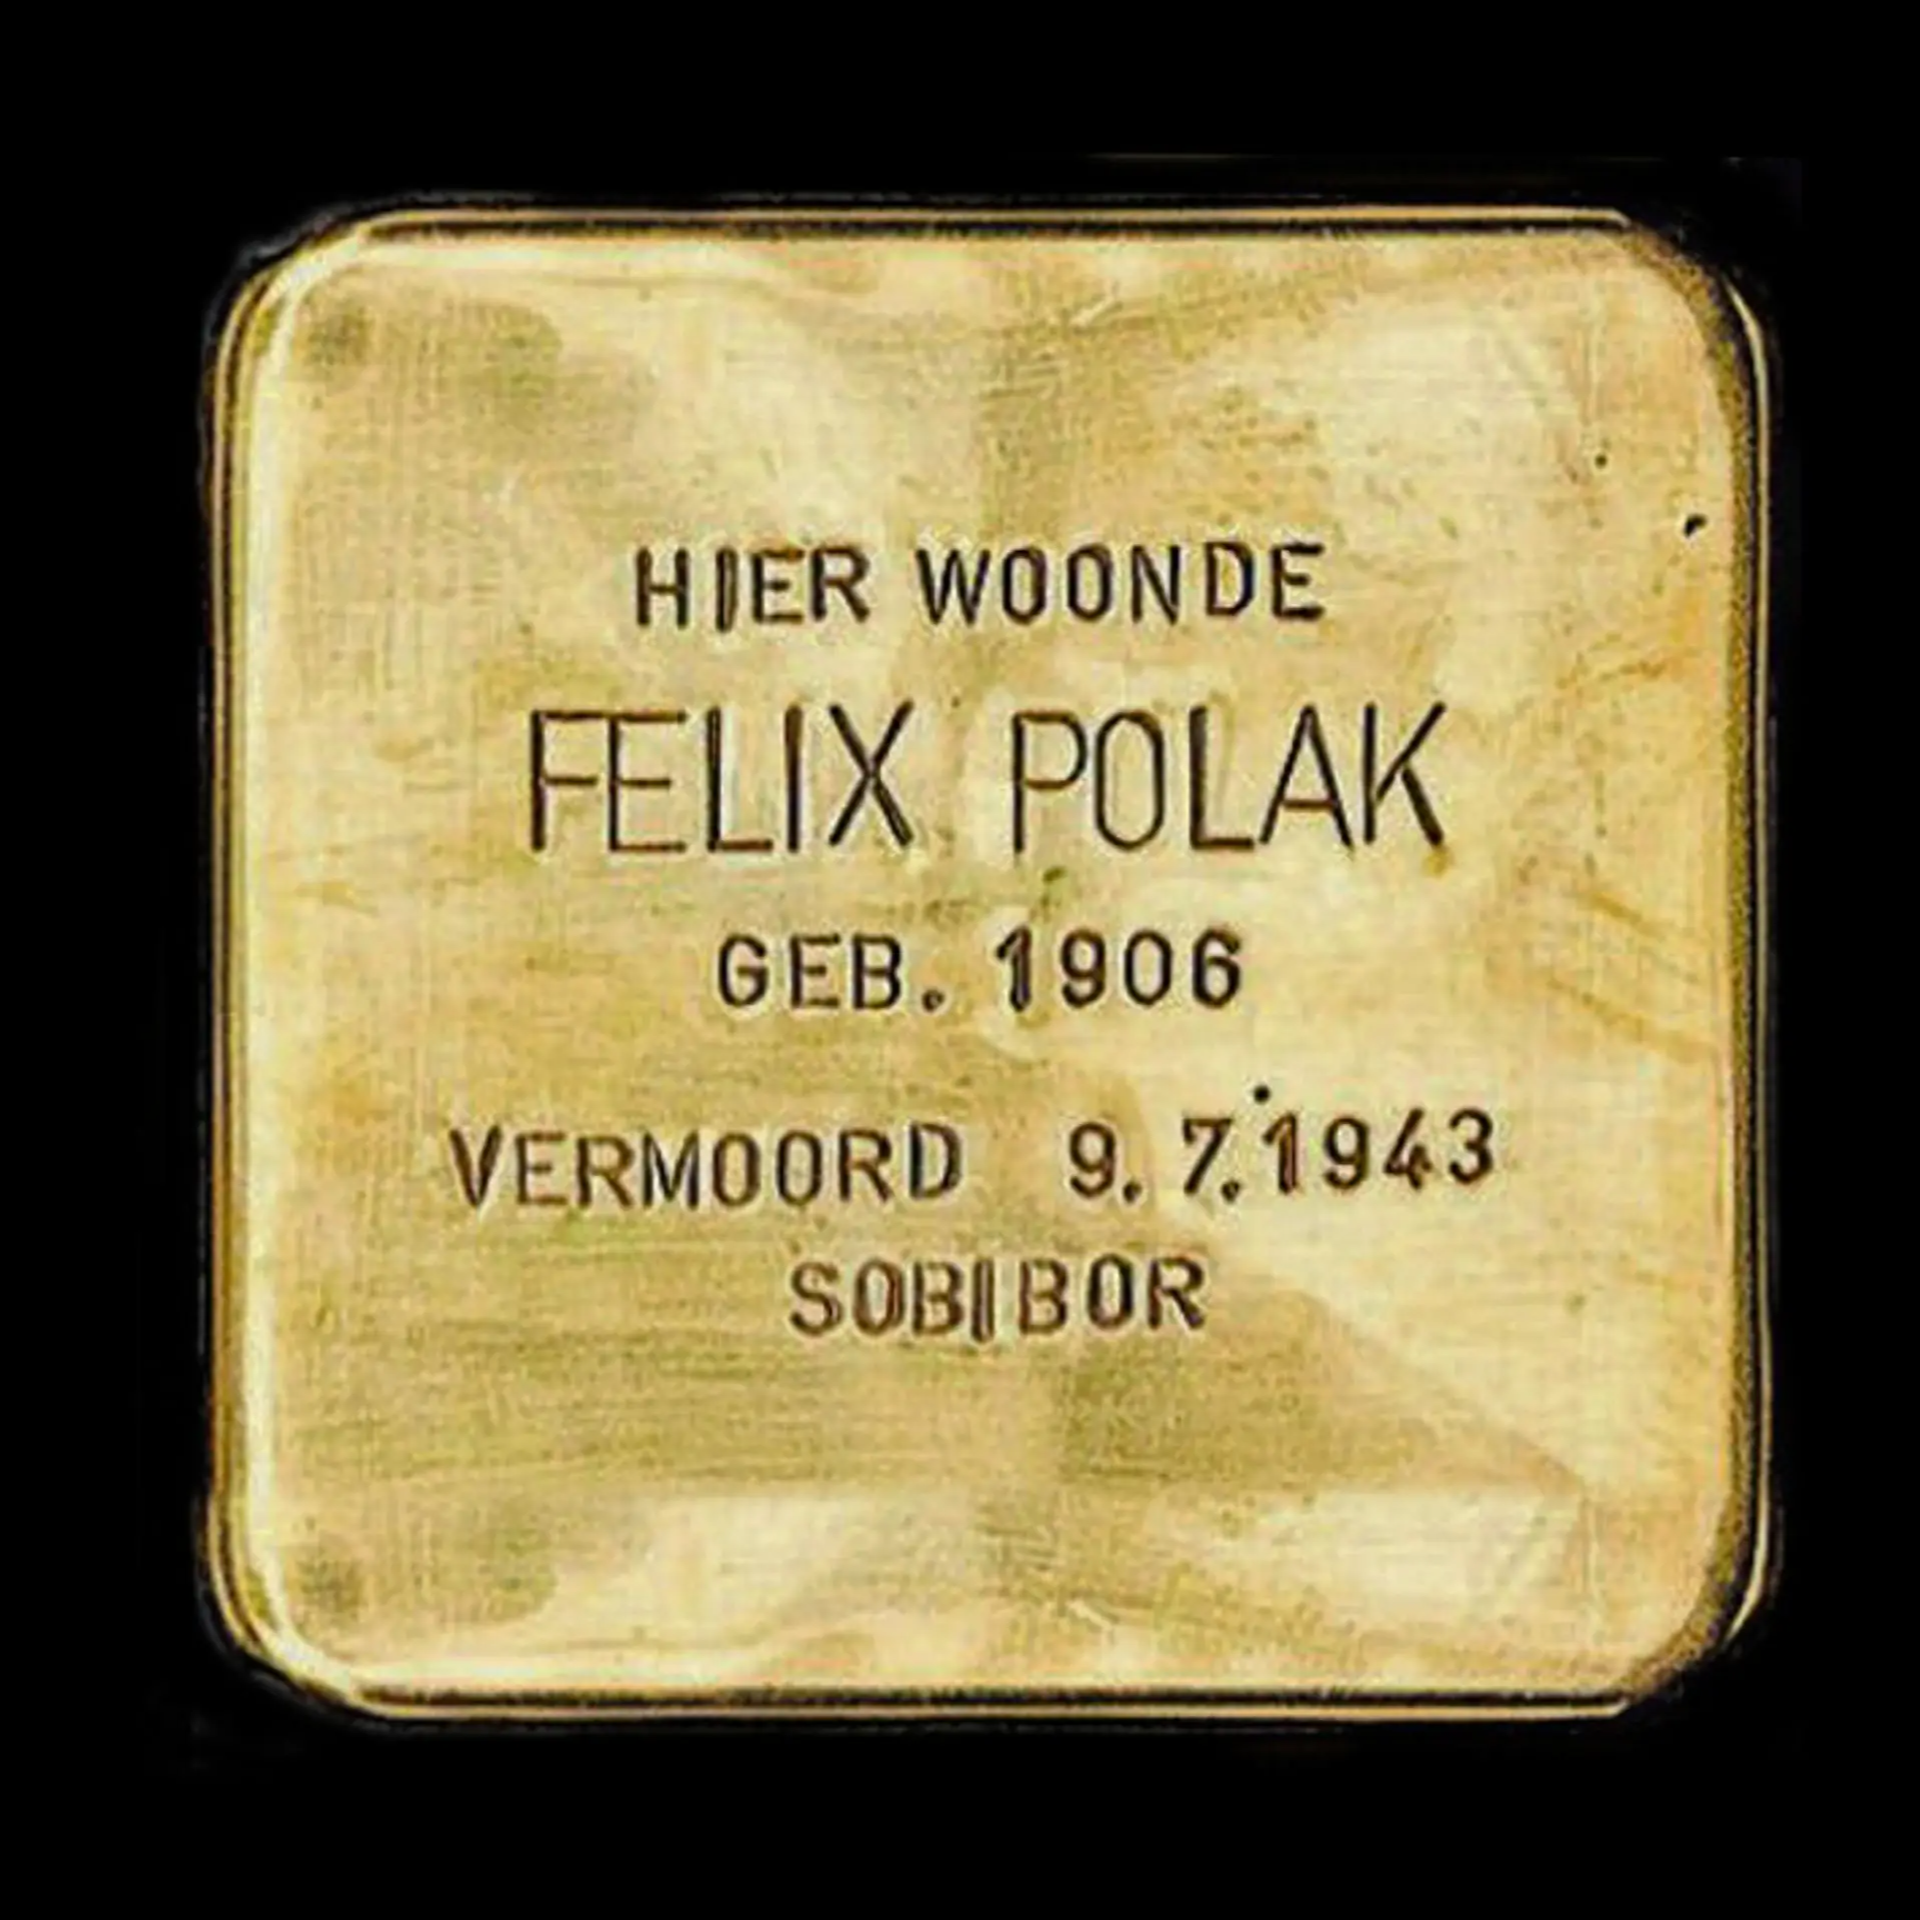 HIER WOONDE
FELIX POLAK
GEB. 1906
VERMOORD 9.7.1943
SOBIBOR